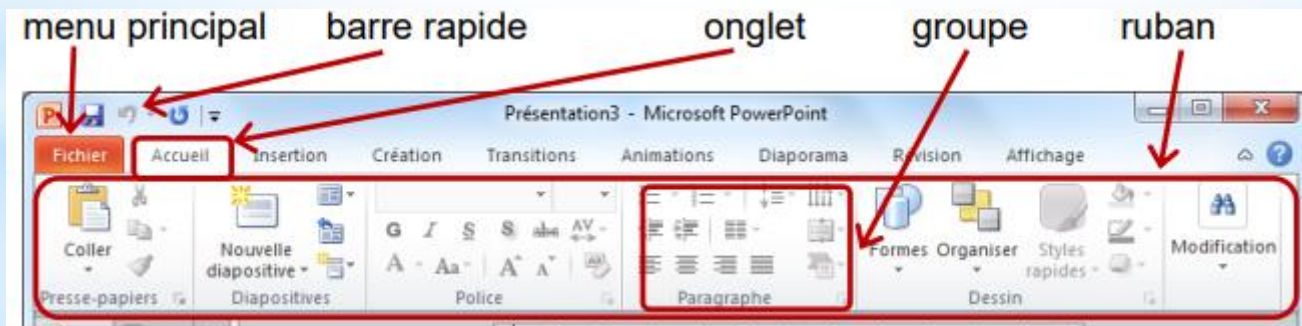 menu principal barre rapide onglet groupe ruban
Présentation3 - Microsoft PowerPoint
Fichier Accueil Insertion Création Transitions Animations Diaporama Révision Affichage
G I S S abc AV
Coller Nouvelle diapositive A Aa A A Formes Organiser Styles rapides Modification
Presse-papiers Diapositives Police Paragraphe Dessin